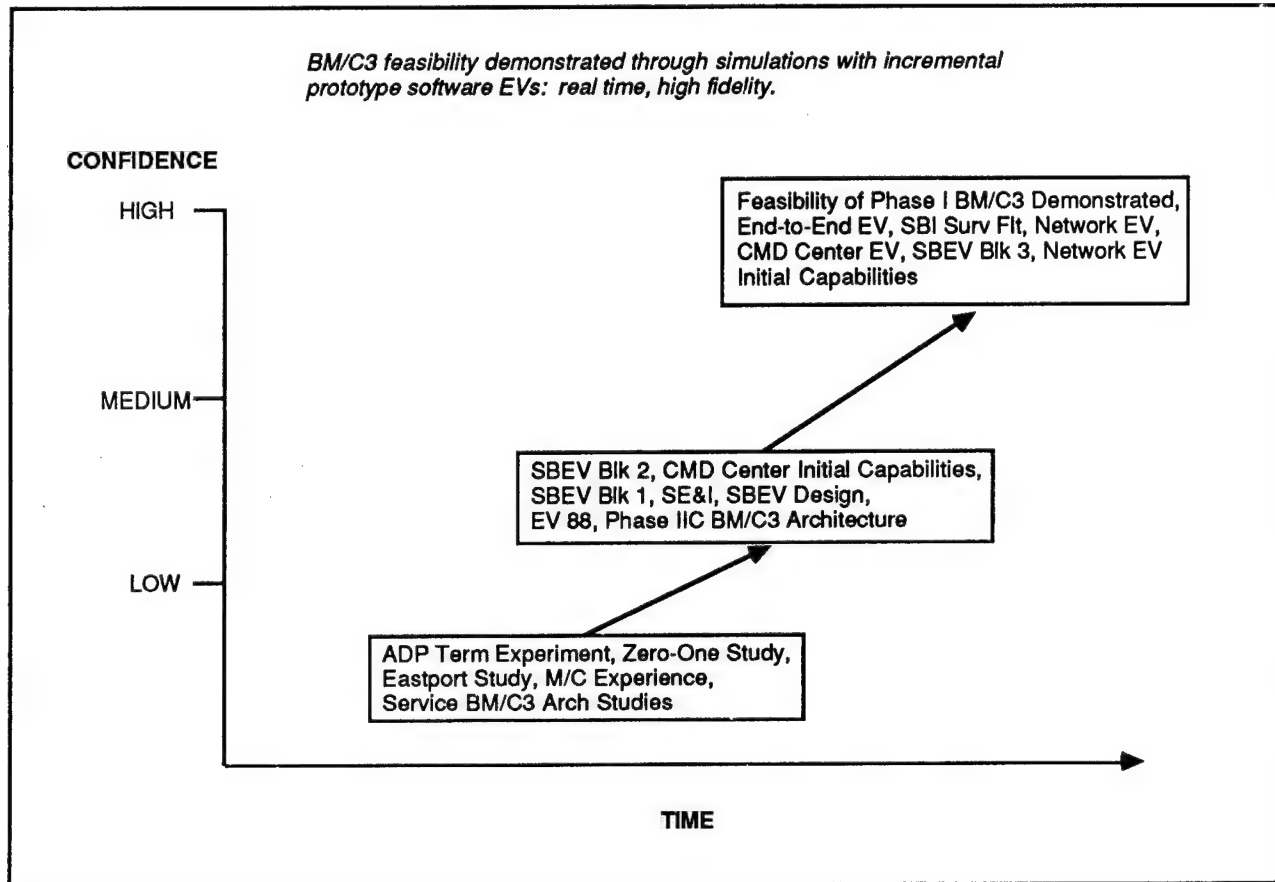 BM/C3 feasibility demonstrated through simulations with incremental
prototype software EVs: real time, high fidelity.
CONFIDENCE
HIGH
Feasibility of Phase I BM/C3 Demonstrated,
End-to-End EV, SBI Surv Flt, Network EV,
CMD Center EV, SBEV Blk 3, Network EV
Initial Capabilities
MEDIUM
SBEV Blk 2, CMD Center Initial Capabilities,
SBEV Blk 1, SE&I, SBEV Design,
EV 88, Phase IIC BM/C3 Architecture
LOW
ADP Term Experiment, Zero-One Study,
Eastport Study, M/C Experience,
Service BM/C3 Arch Studies
TIME